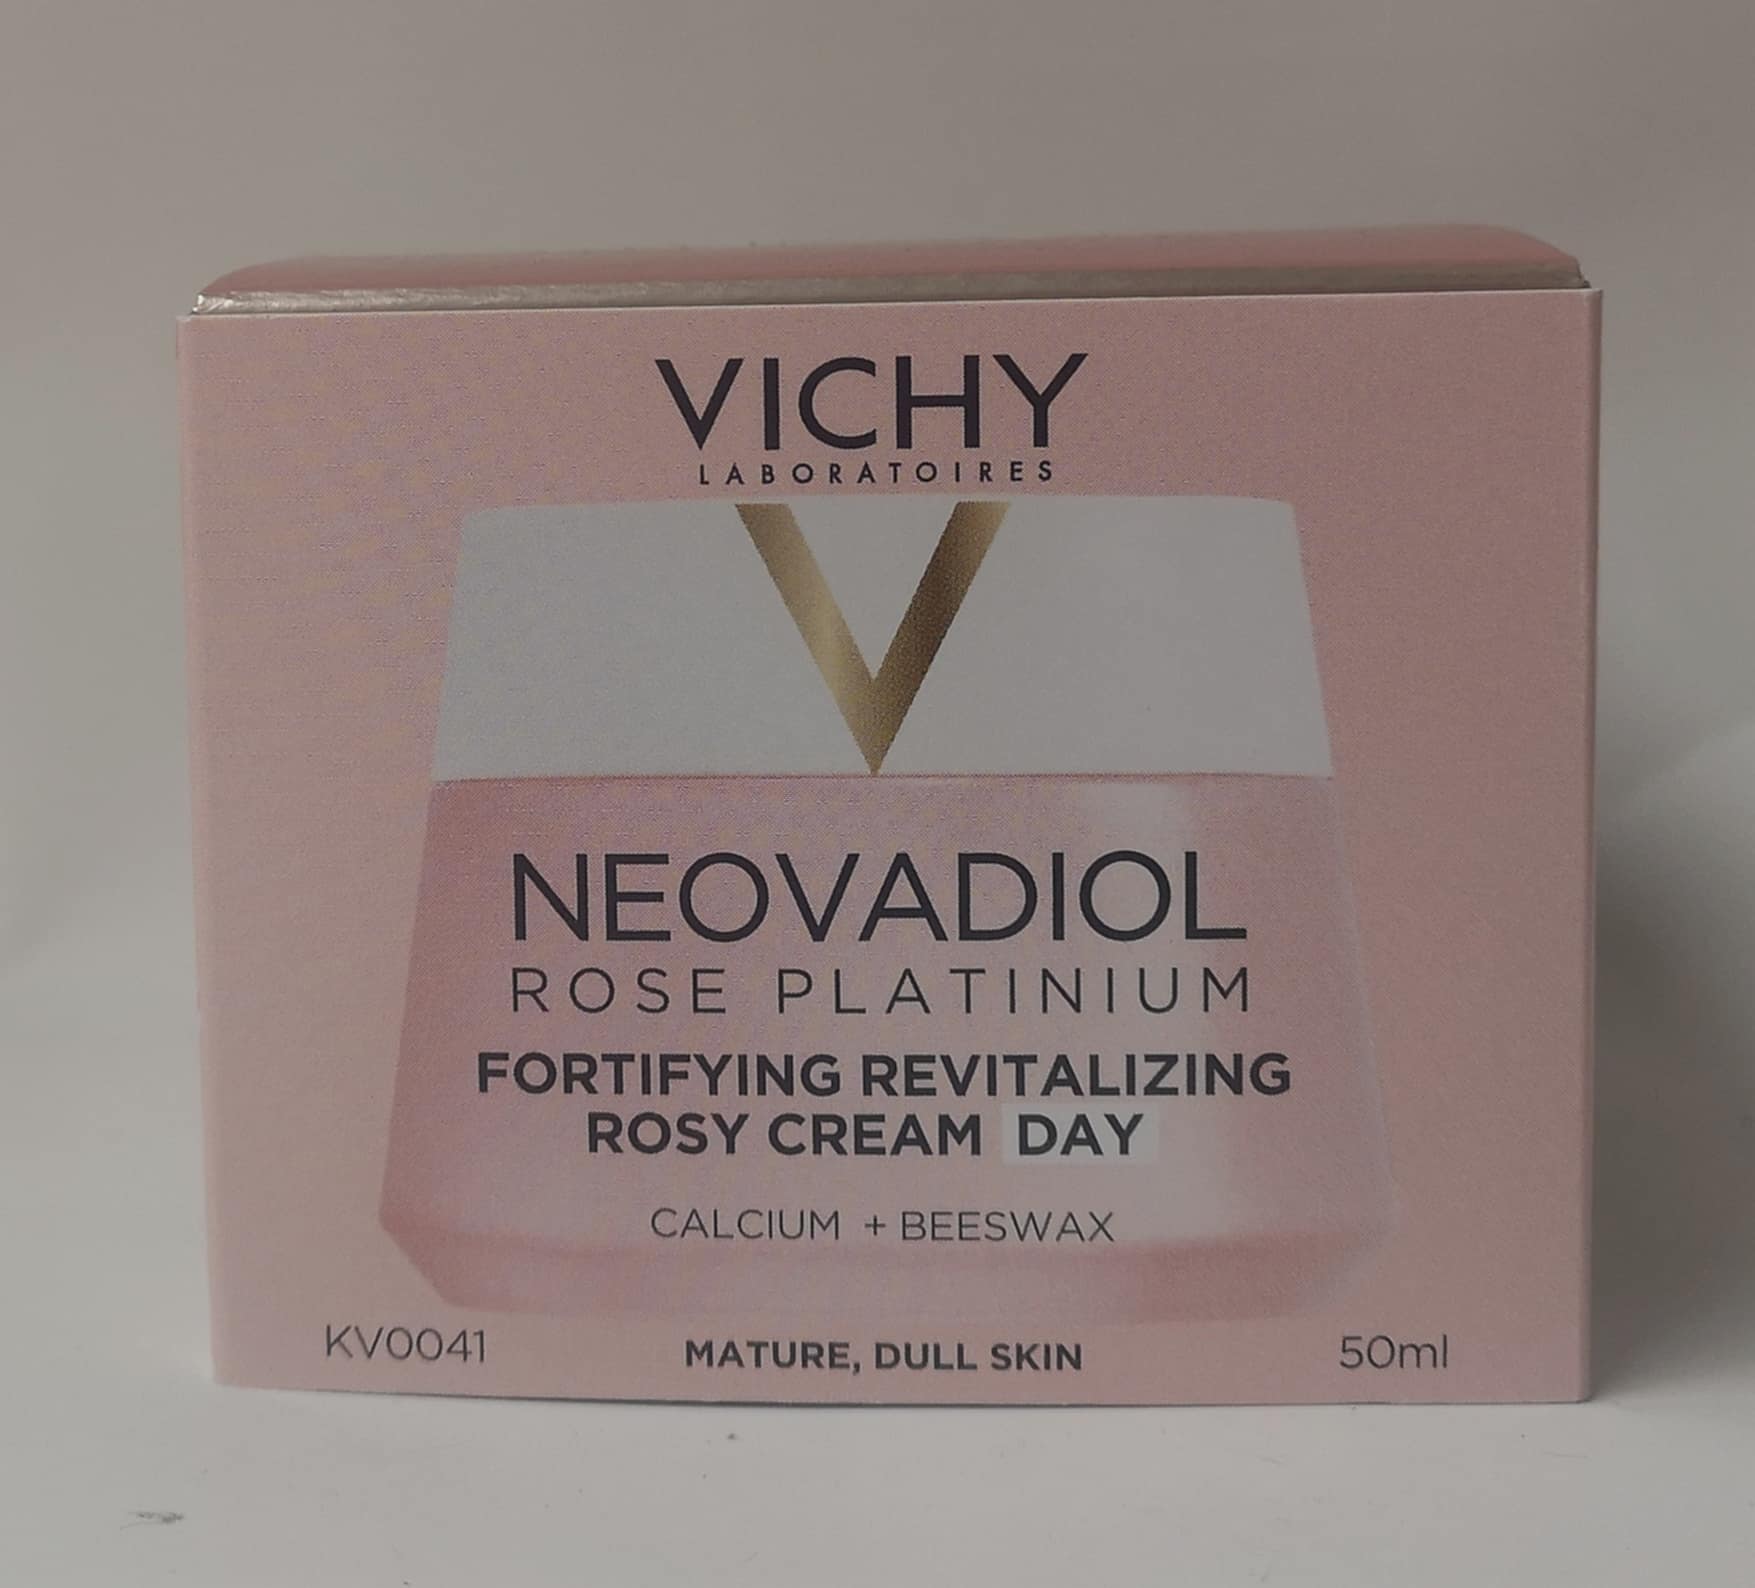 VICHY
LABORATOIRES
NEOVADIOL
ROSE PLATINIUM
FORTIFYING REVITALIZING
ROSY CREAM DAY
CALCIUM + BEESWAX
KV0041 MATURE, DULL SKIN 50ml